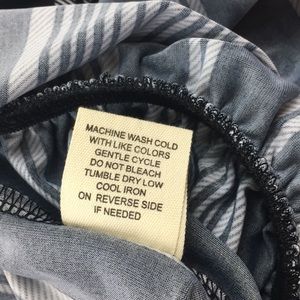 MACHINE WASH COLD
WITH LIKE COLORS
GENTLE CYCLE
DO NOT BLEACH
TUMBLE DRY LOW
COOL IRON
ON REVERSE SIDE
IF NEEDED